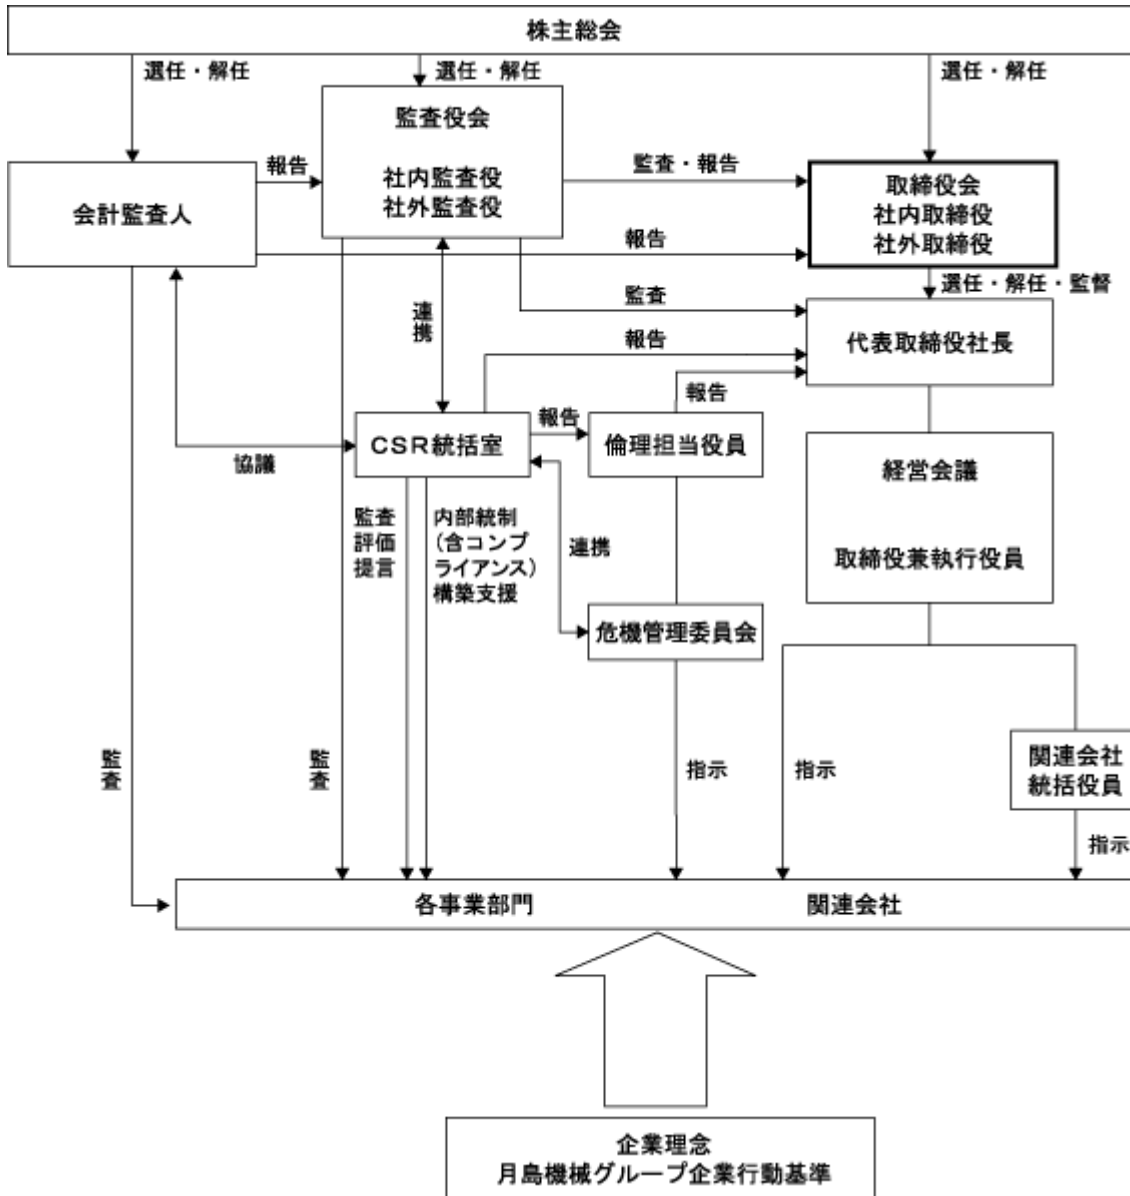 株主総会
選任・解任
選任・解任
選任・解任
監査役会
社内監査役
社外監査役
報告
監査・報告
取締役会
社内取締役
社外取締役
会計監査人
報告
選任・解任・監督
監査
連携
報告
代表取締役社長
報告
CSR統括室
報告
倫理担当役員
協議
経営会議
取締役兼執行役員
監査
評価
提言
内部統制
(含コンプ
ライアンス)
構築支援
連携
危機管理委員会
監査
監査
指示
指示
関連会社
統括役員
指示
各事業部門
関連会社
企業理念
月島機械グループ企業行動基準